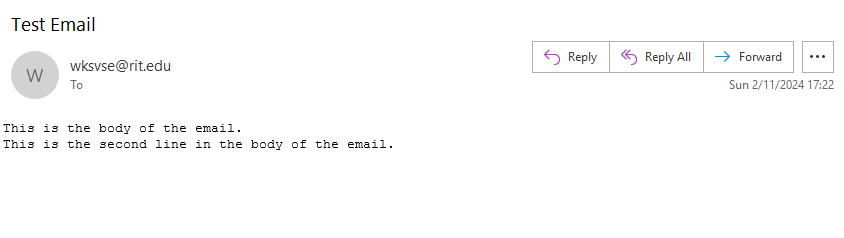 Test Email
W
wksvse@rit.edu
To
Reply
Reply All
Forward
...
Sun 2/11/2024 17:22
This is the body of the email.
This is the second line in the body of the email.